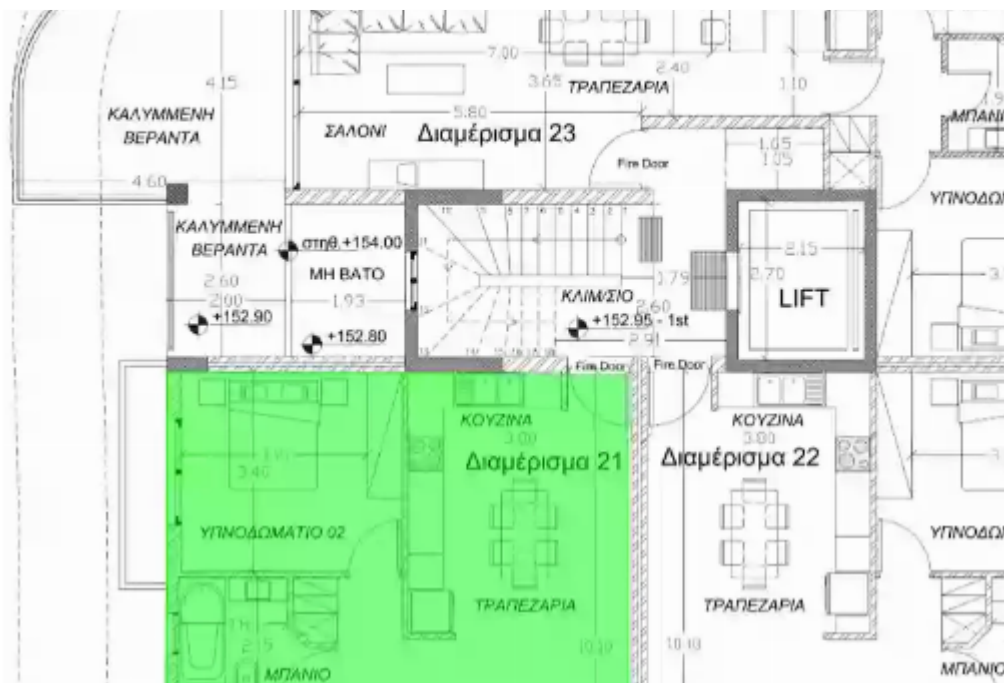 7.00
2.40
4.15
3.65
ΤΡΑΠΕΖΑΡΙΑ
1.10
ΚΑΛΥΜΜΕΝΗ
ΒΕΡΑΝΤΑ
5.80
ΣΑΛΟΝΙ
Διαμέρισμα 23
ΜΠΑΝΙΟ
1.05
1.05
Fire Door
4.60
ΥΠΝΟΔΩ
ΚΑΛΥΜΜΕΝΗ
ΒΕΡΑΝΤΑ
στηθ.+154.00
ΜΗ ΒΑΤΟ
2.60
2.00
1.93
ΚΛΙΜ/ΣΙΟ
2.60
2.15
2.70
LIFT
+152.90
+152.80
+152.95 - 1st
2.91
Fire Door
Fire Door
ΚΟΥΖΙΝΑ
3.00
Διαμέρισμα 21
ΚΟΥΖΙΝΑ
3.00
Διαμέρισμα 22
3.40
ΥΠΝΟΔΩΜΑΤΙΟ 02
ΥΠΝΟΔΩ
ΤΡΑΠΕΖΑΡΙΑ
ΤΡΑΠΕΖΑΡΙΑ
10.10
10.10
ΜΠΑΝΙΟ
ΜΠΑΝΙΟ